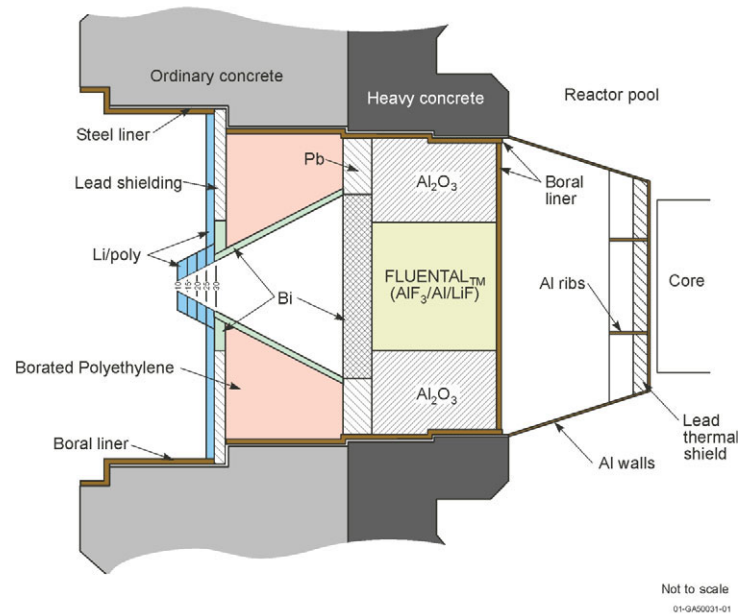 Ordinary concrete
Heavy concrete
Reactor pool
Steel liner
Lead shielding
Pb
Al₂O₃
Boral
liner
Li/poly
FLUENTAL™
(AlF₃/Al/LiF)
Bi
Al ribs
Core
Borated Polyethylene
Al₂O₃
Lead
thermal
shield
Boral liner
Al walls
Not to scale
01-GA50031-01